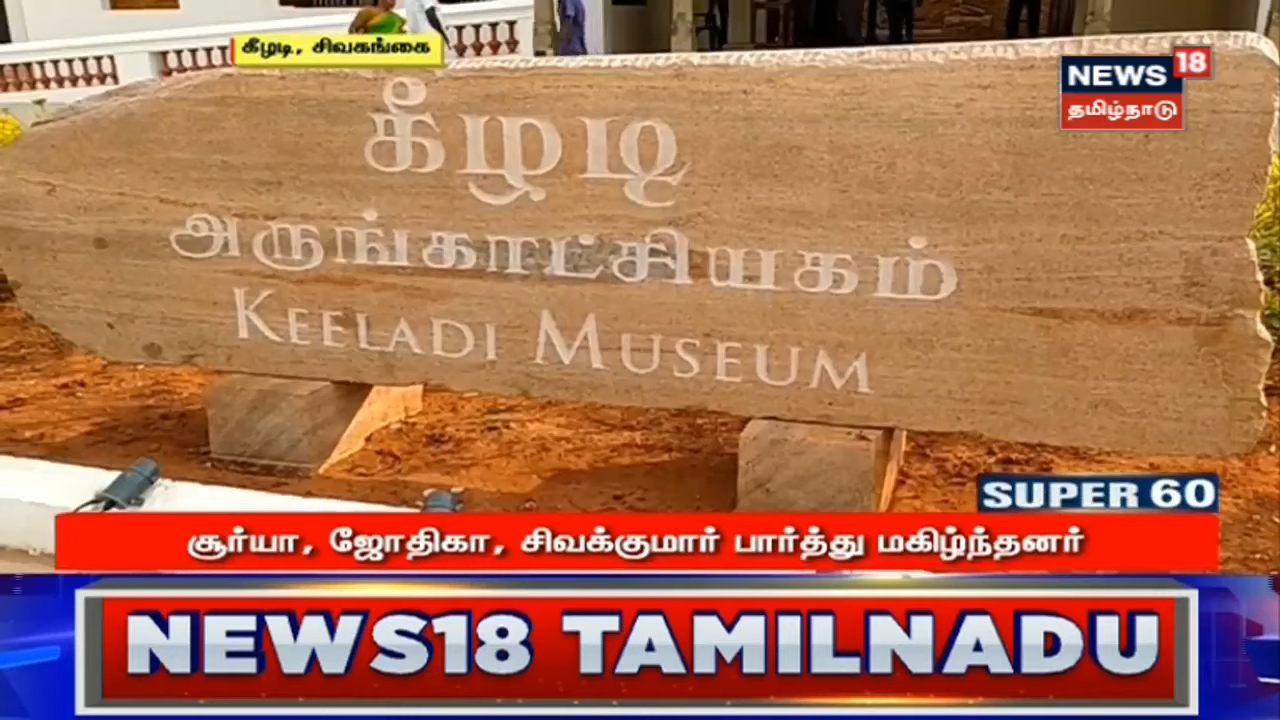 கீழடி, சிவகங்கை
NEWS 18
தமிழ்நாடு
கீழடி
அருங்காட்சியகம்
KEELADI MUSEUM
SUPER 60
சூர்யா, ஜோதிகா, சிவக்குமார் பார்த்து மகிழ்ந்தனர்
NEWS18 TAMILNADU